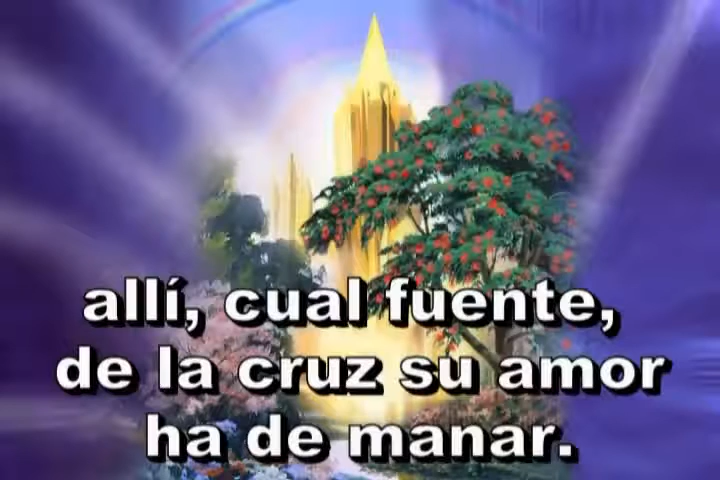 allí, cual fuente,
de la cruz su amor
ha de manar.